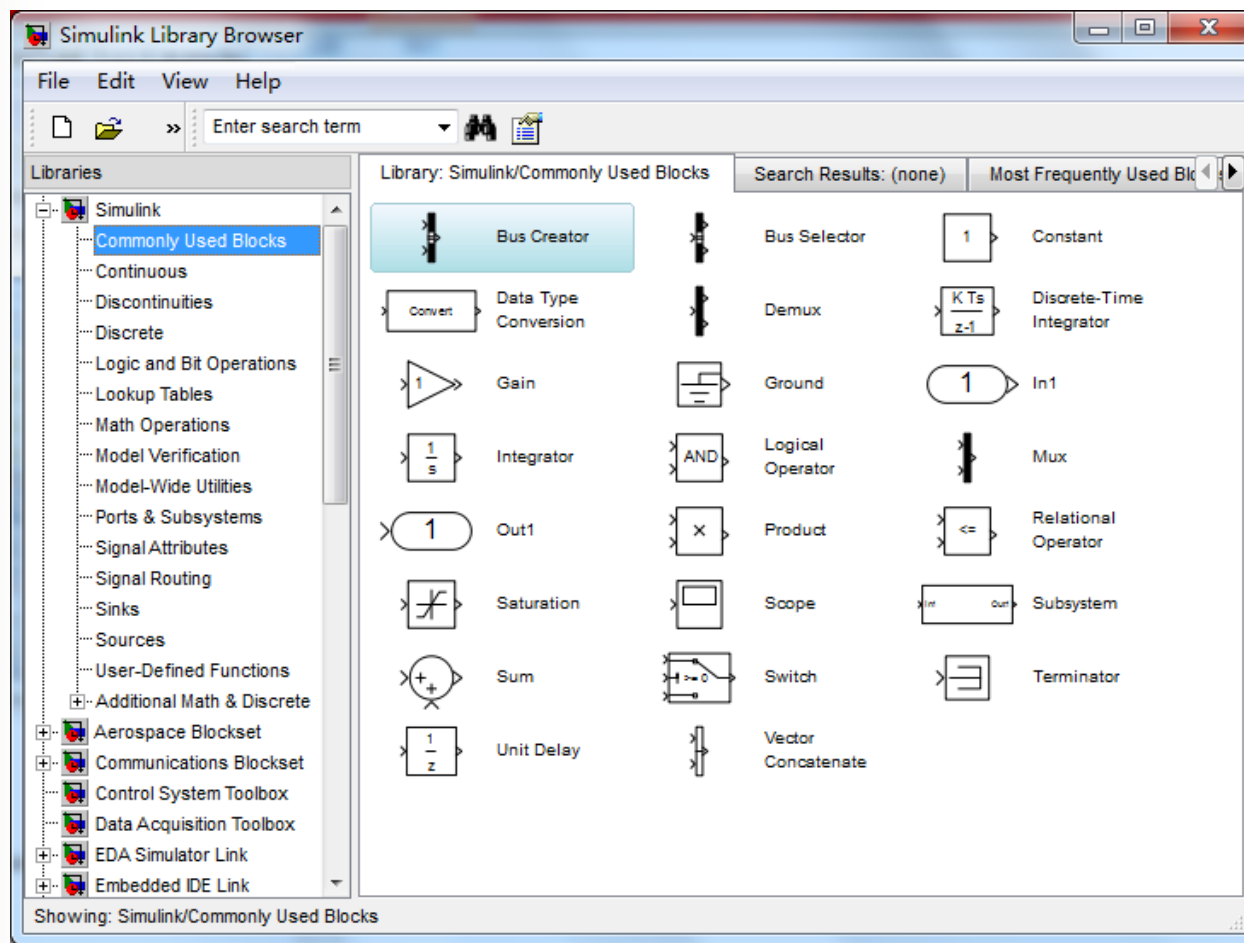 Simulink Library Browser
File Edit View Help
» Enter search term
Libraries
Library: Simulink/Commonly Used Blocks
Search Results: (none)
Most Frequently Used
Simulink
Commonly Used Blocks
Continuous
Discontinuities
Discrete
Logic and Bit Operations
Lookup Tables
Math Operations
Model Verification
Model-Wide Utilities
Ports & Subsystems
Signal Attributes
Signal Routing
Sinks
Sources
User-Defined Functions
Additional Math & Discrete
Aerospace Blockset
Communications Blockset
Control System Toolbox
Data Acquisition Toolbox
EDA Simulator Link
Embedded IDE Link
Bus Creator
Bus Selector
1 Constant
Convert
Data Type
Conversion
Demux
K Ts
z-1
Discrete-Time
Integrator
1 Gain
Ground
1 In1
1
s
Integrator
AND
Logical
Operator
Mux
1 Out1
× Product
<=
Relational
Operator
Saturation
Scope
In1 Out1 Subsystem
+ + Sum
>= 0 Switch
Terminator
1
z
Unit Delay
Vector
Concatenate
Showing: Simulink/Commonly Used Blocks